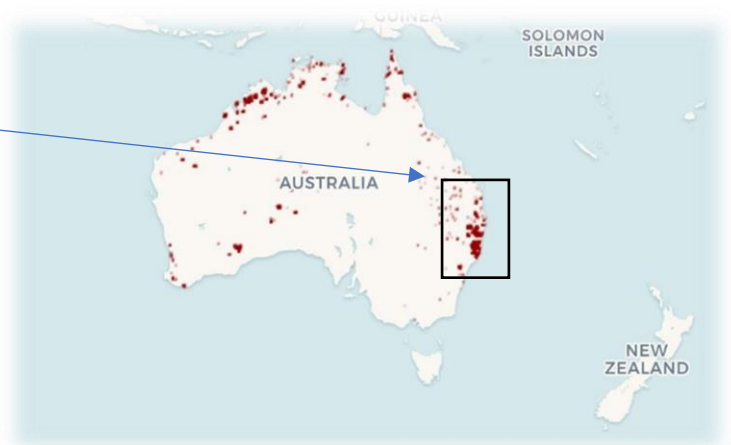 GUINEA
SOLOMON
ISLANDS
AUSTRALIA
NEW
ZEALAND